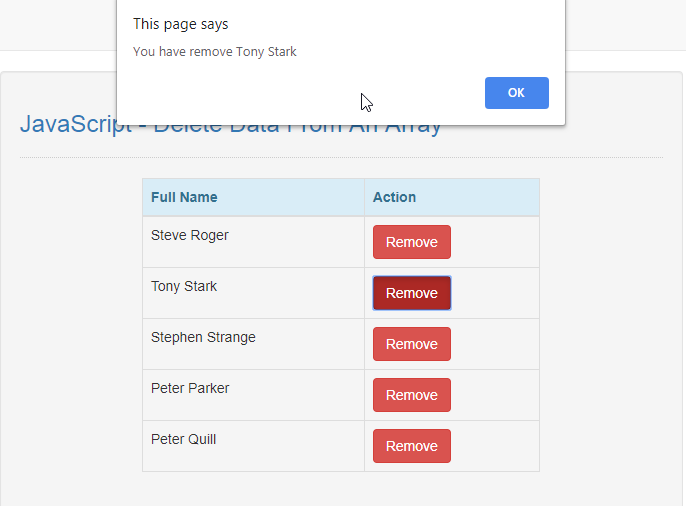 This page says
You have remove Tony Stark
OK
JavaScript - Delete Data From An Array
Full Name Action
Steve Roger Remove
Tony Stark Remove
Stephen Strange Remove
Peter Parker Remove
Peter Quill Remove